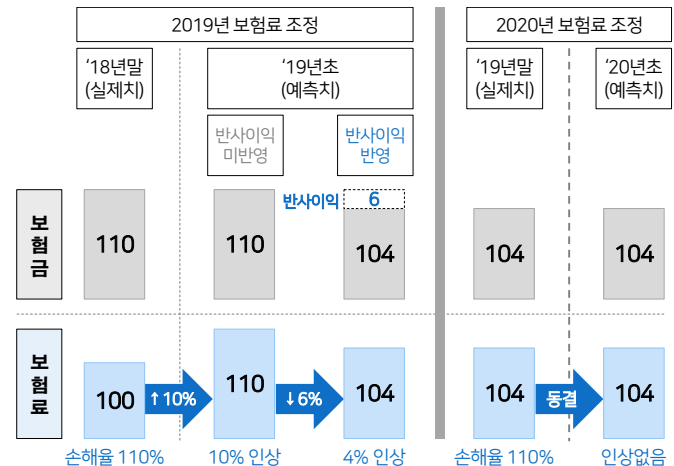 2019년 보험료 조정
2020년 보험료 조정
‘18년말
(실제치)
‘19년초
(예측치)
‘19년말
(실제치)
‘20년초
(예측치)
반사이익
미반영
반사이익
반영
보험금
110
110
반사이익
6
104
104
104
보험료
100
↑10%
110
↓6%
104
104
동결
104
손해율 110%
10% 인상
4% 인상
손해율 110%
인상없음